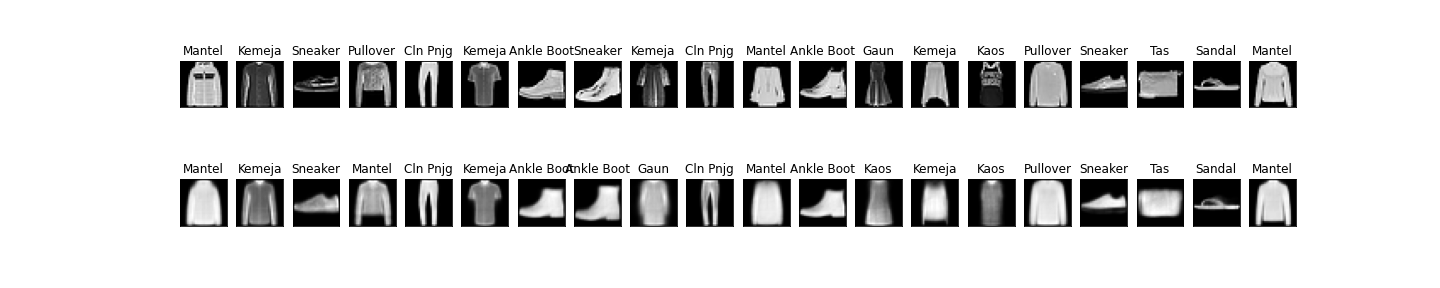 Mantel Kemeja Sneaker Pullover Cln Pnjg Kemeja Ankle Boot Sneaker Kemeja Cln Pnjg Mantel Ankle Boot Gaun Kemeja Kaos Pullover Sneaker Tas Sandal Mantel
Mantel Kemeja Sneaker Mantel Cln Pnjg Kemeja Ankle Boot Ankle Boot Gaun Cln Pnjg Mantel Ankle Boot Kaos Kemeja Kaos Pullover Sneaker Tas Sandal Mantel